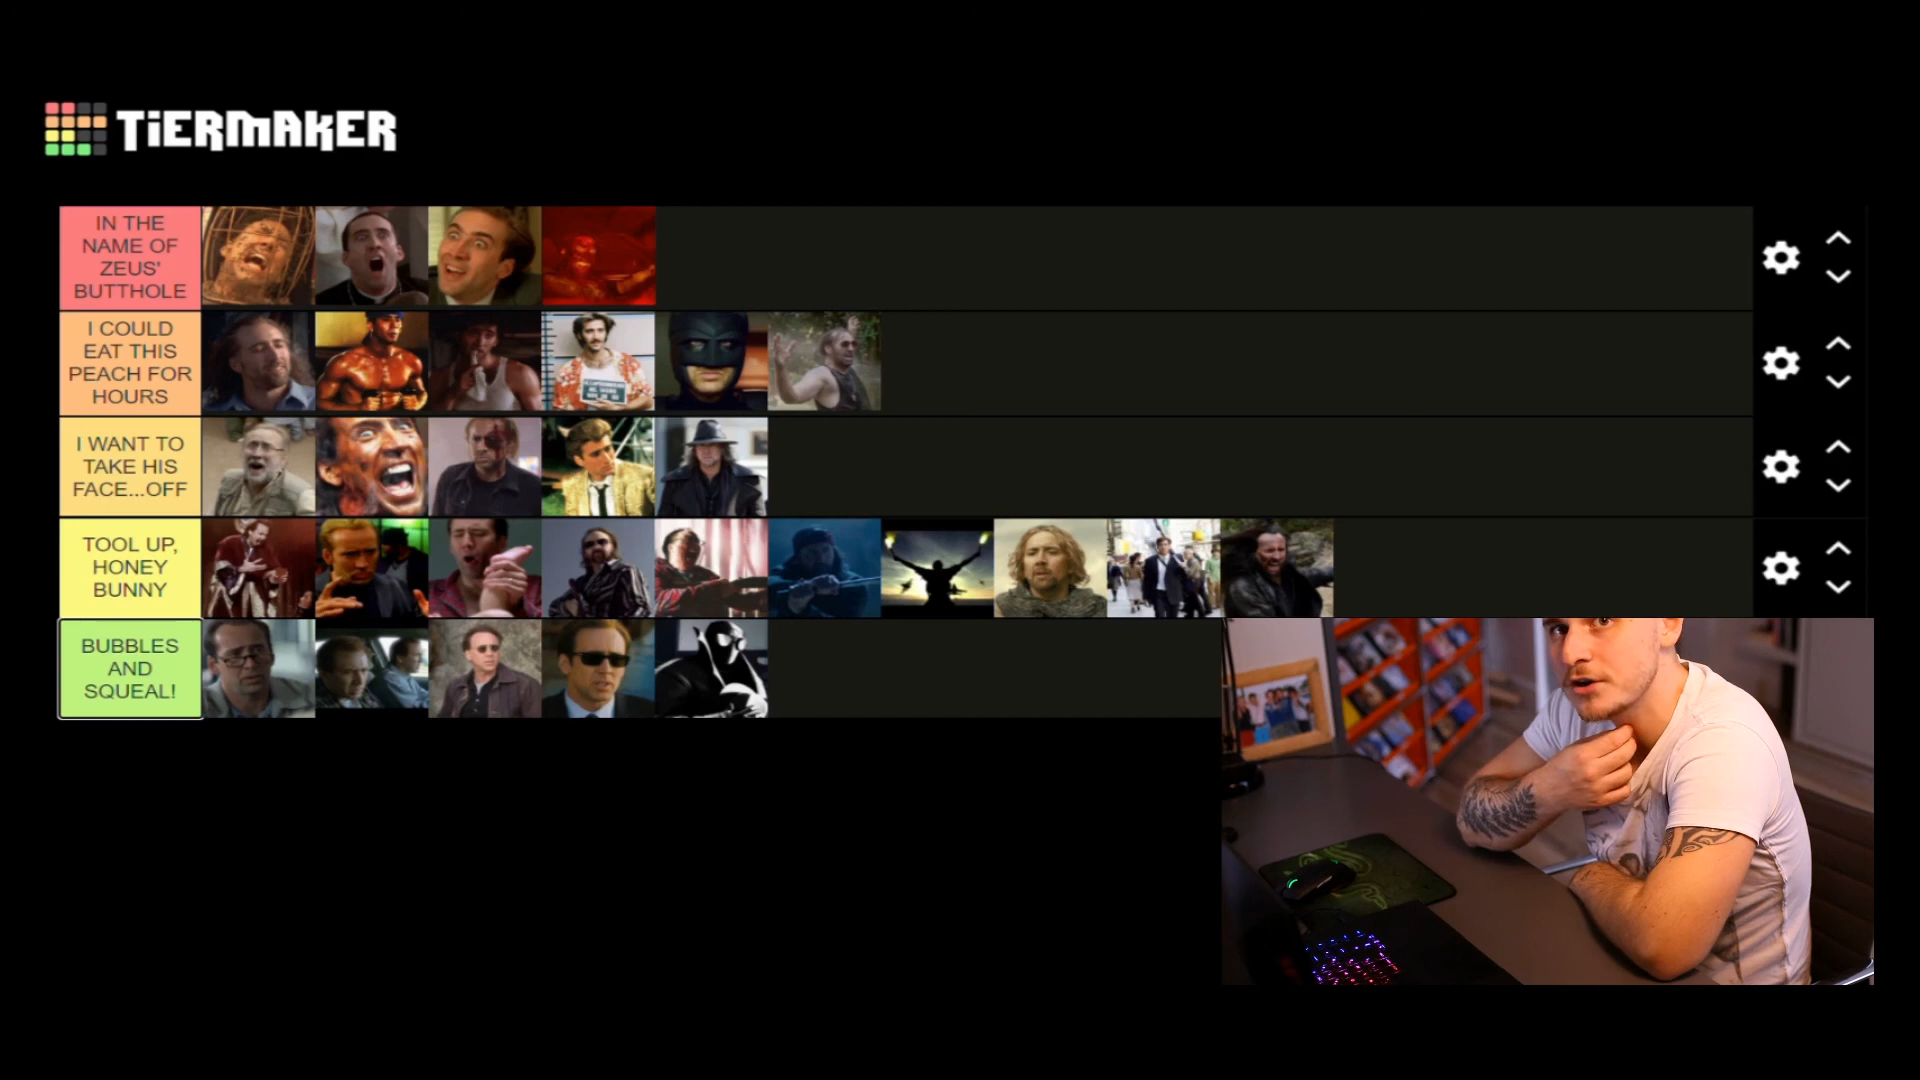 TiERMAKER
IN THE
NAME OF
ZEUS'
BUTTHOLE
I COULD
EAT THIS
PEACH FOR
HOURS
I WANT TO
TAKE HIS
FACE...OFF
TOOL UP,
HONEY
BUNNY
BUBBLES
AND
SQUEAL!